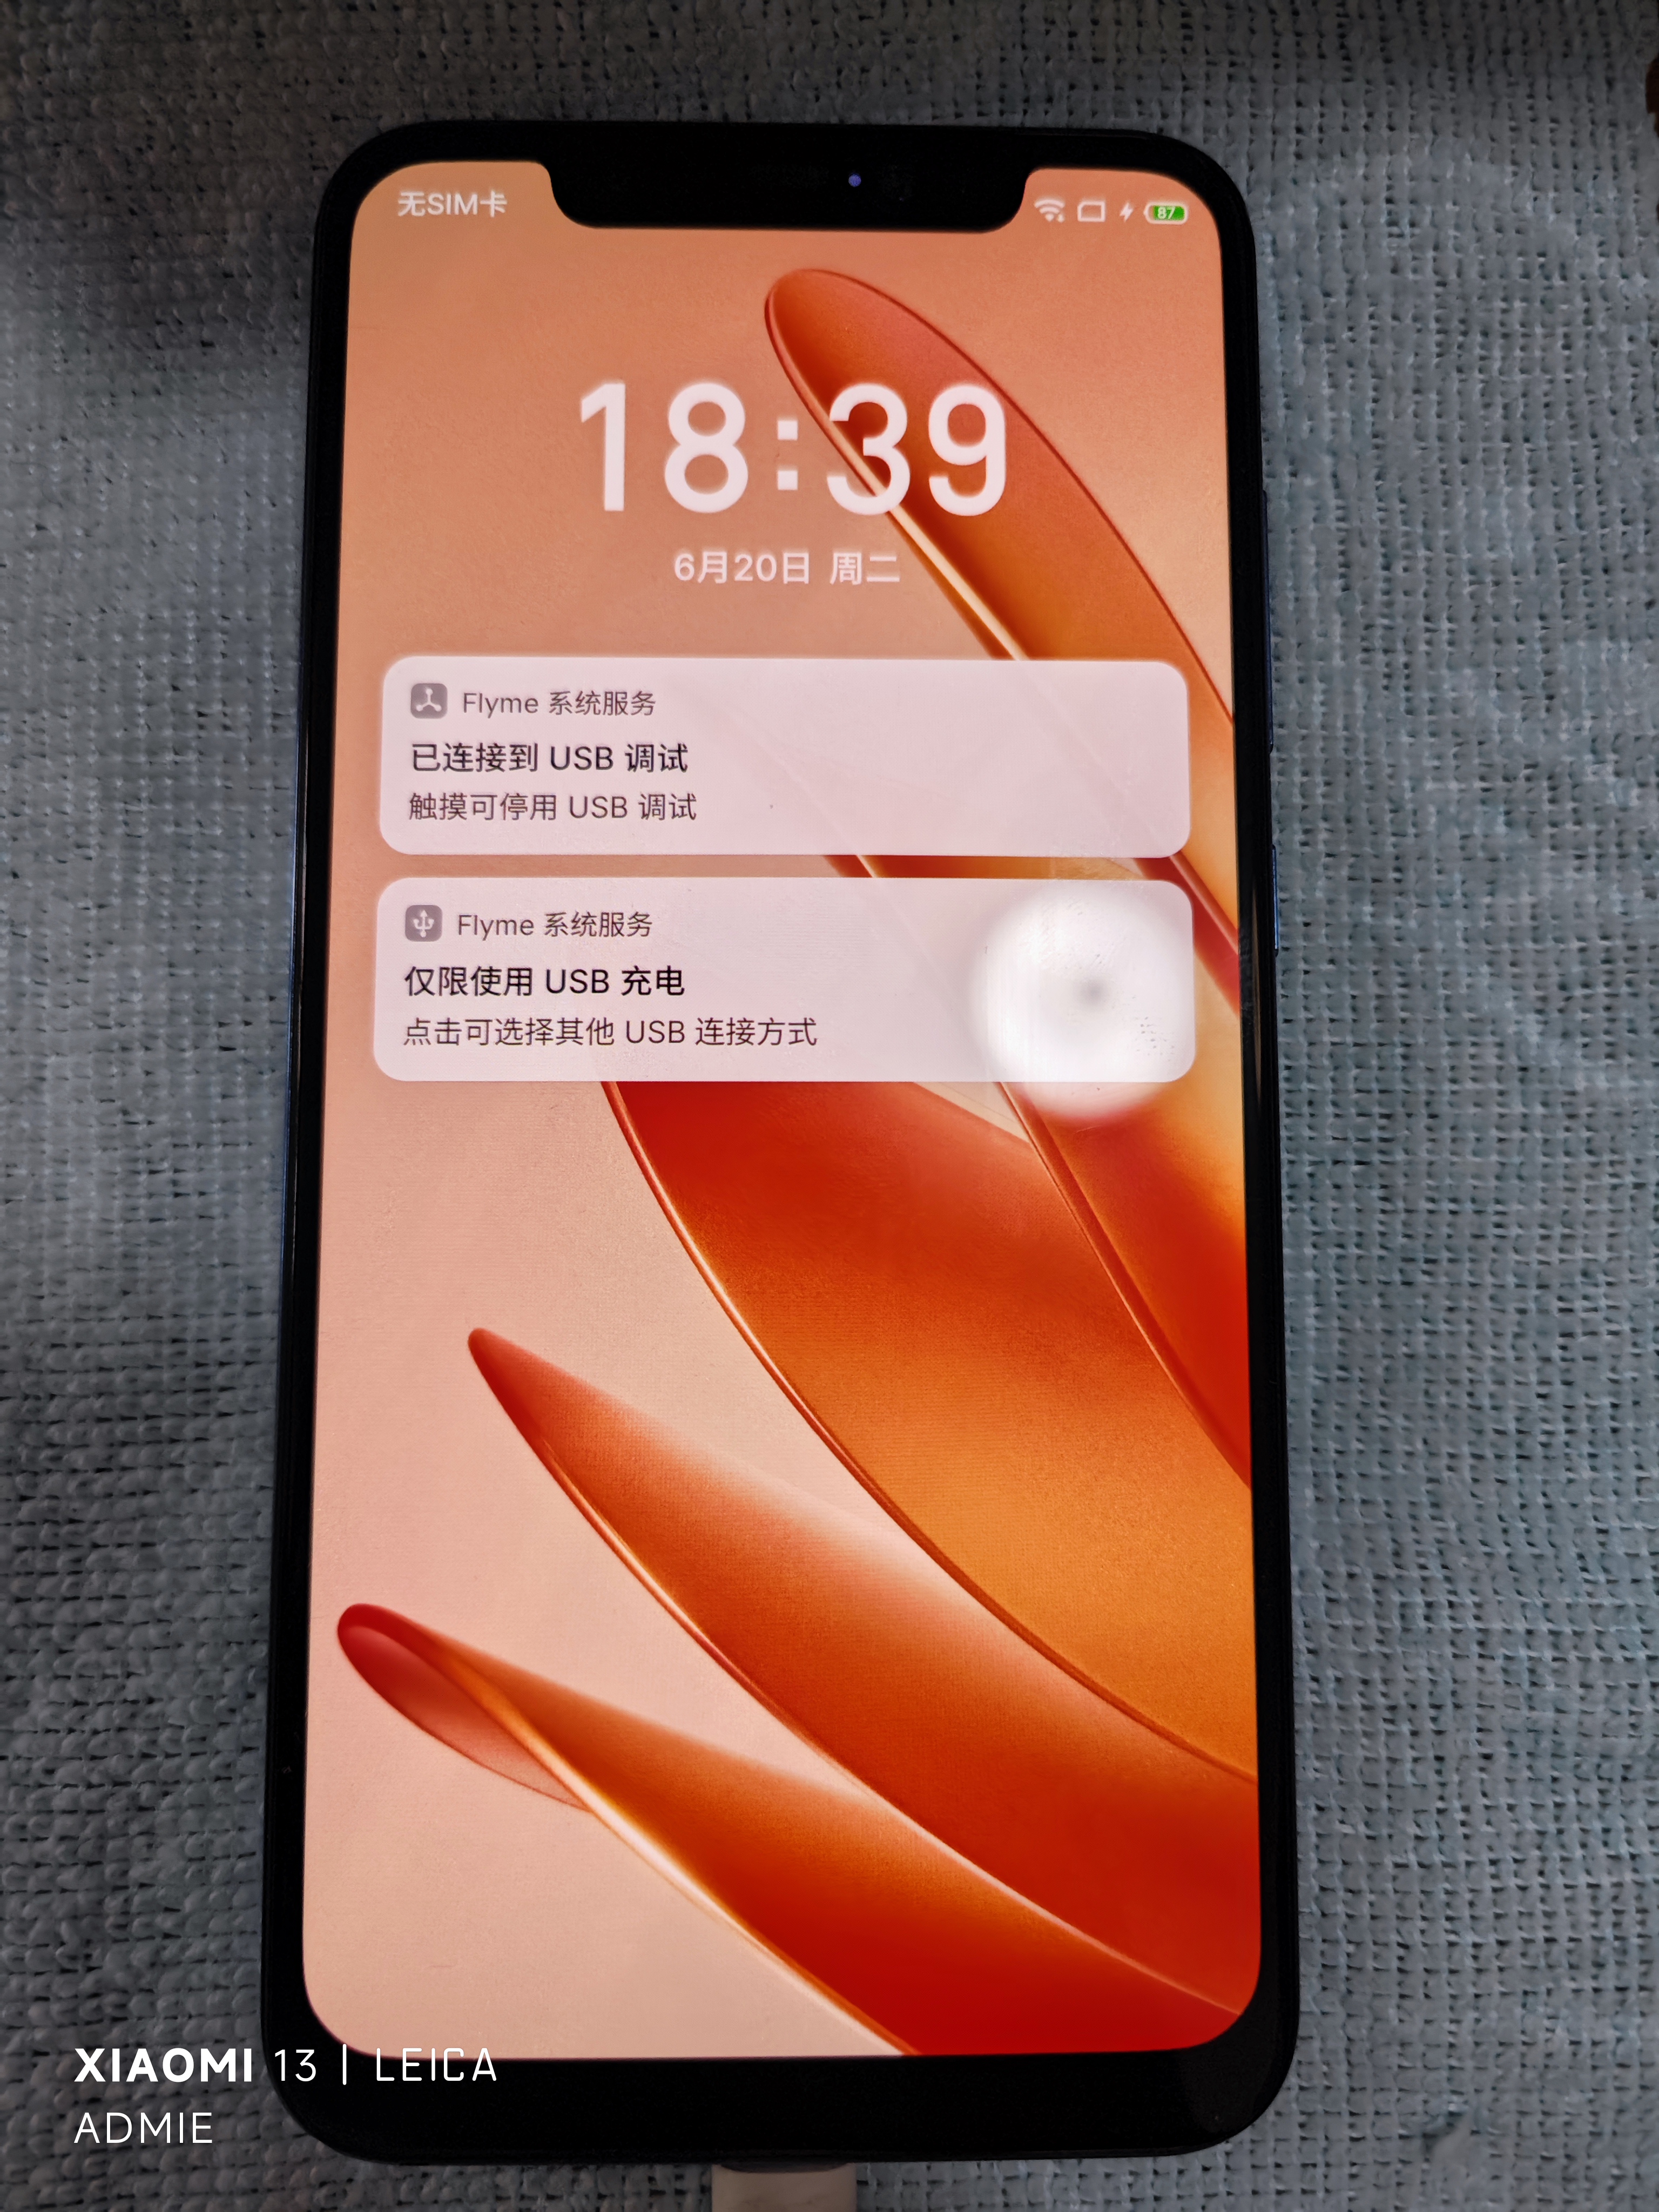 无SIM卡 87
18:39
6月20日 周二
Flyme 系统服务
已连接到 USB 调试
触摸可停用 USB 调试
Flyme 系统服务
仅限使用 USB 充电
点击可选择其他 USB 连接方式
XIAOMI 13 | LEICA
ADMIE